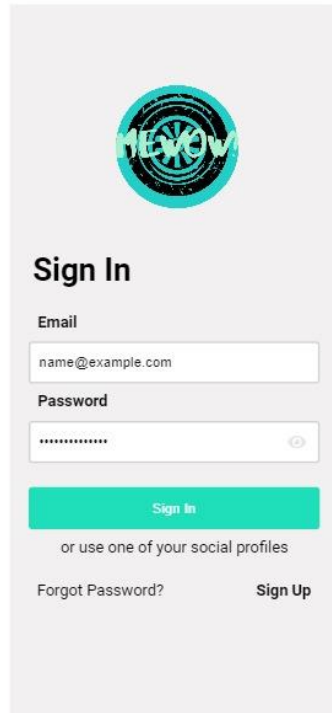 MEWOW
Sign In
Email
name@example.com
Password
••••••••••••••
Sign In
or use one of your social profiles
Forgot Password? Sign Up